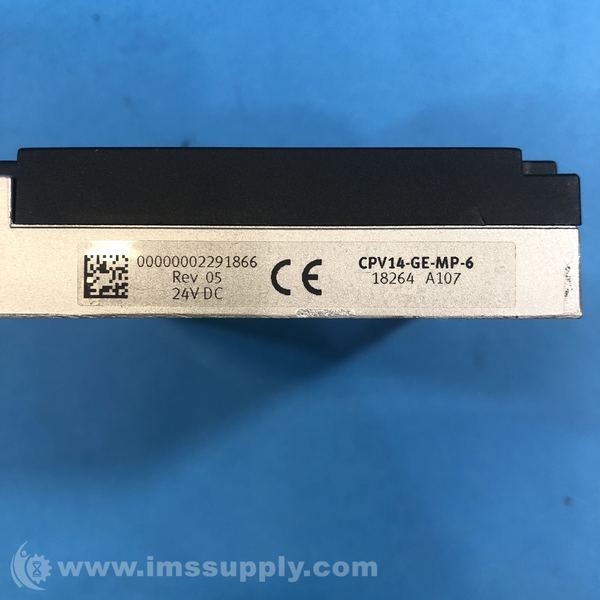 00000002291866
Rev 05
24V DC
CE
CPV14-GE-MP-6
18264 A107
www.imssupply.com